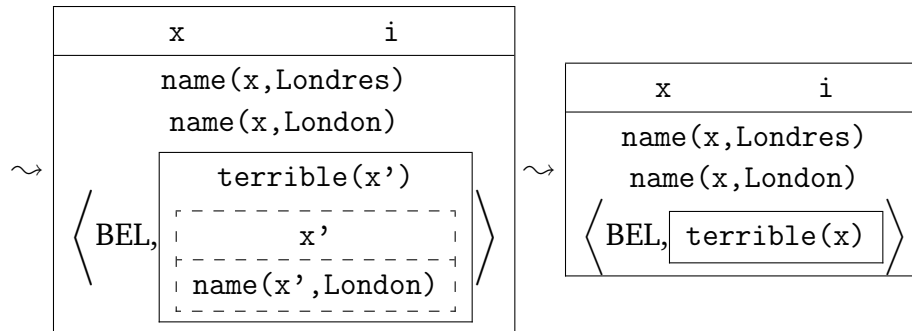 x i
name(x,Londres)
name(x,London)
⤳ ⟨BEL, terrible(x’)
x’
name(x’,London)⟩
⤳ x i
name(x,Londres)
name(x,London)
⟨BEL, terrible(x)⟩